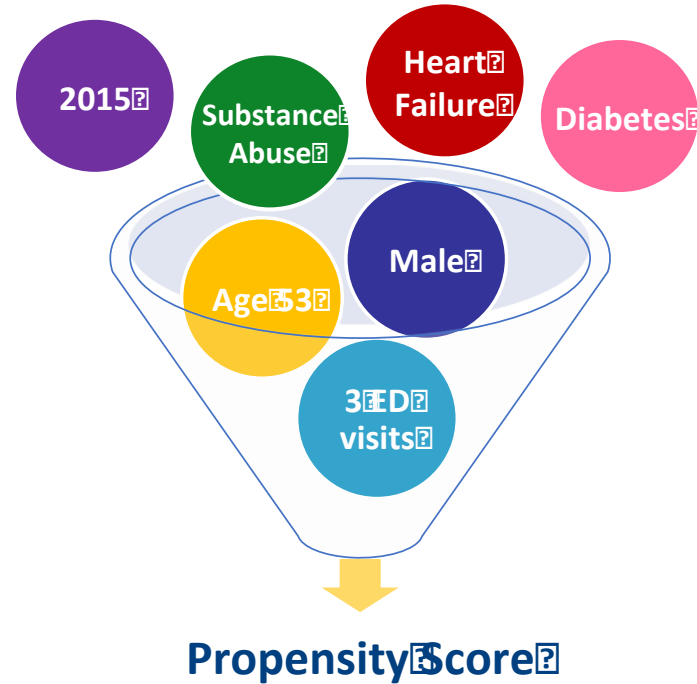 2015
Substance
Abuse
Heart
Failure
Diabetes
Age 53
Male
3 ED
visits
Propensity Score